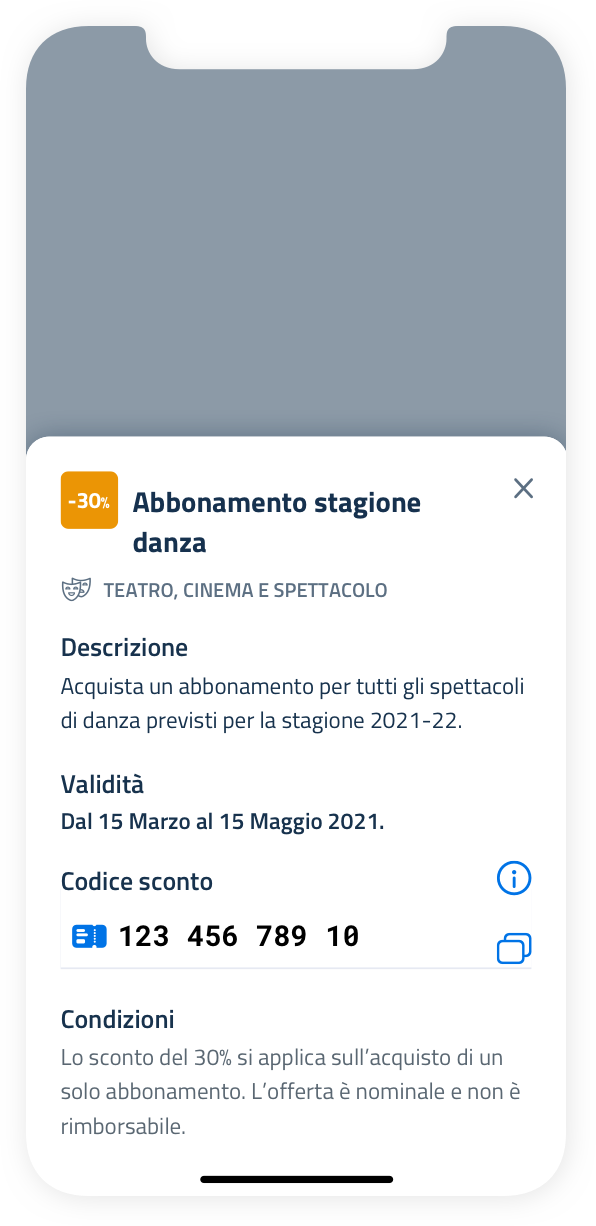 -30%
Abbonamento stagione
danza
TEATRO, CINEMA E SPETTACOLO
Descrizione
Acquista un abbonamento per tutti gli spettacoli
di danza previsti per la stagione 2021-22.
Validità
Dal 15 Marzo al 15 Maggio 2021.
Codice sconto
123 456 789 10
Condizioni
Lo sconto del 30% si applica sull’acquisto di un
solo abbonamento. L’offerta è nominale e non è
rimborsabile.